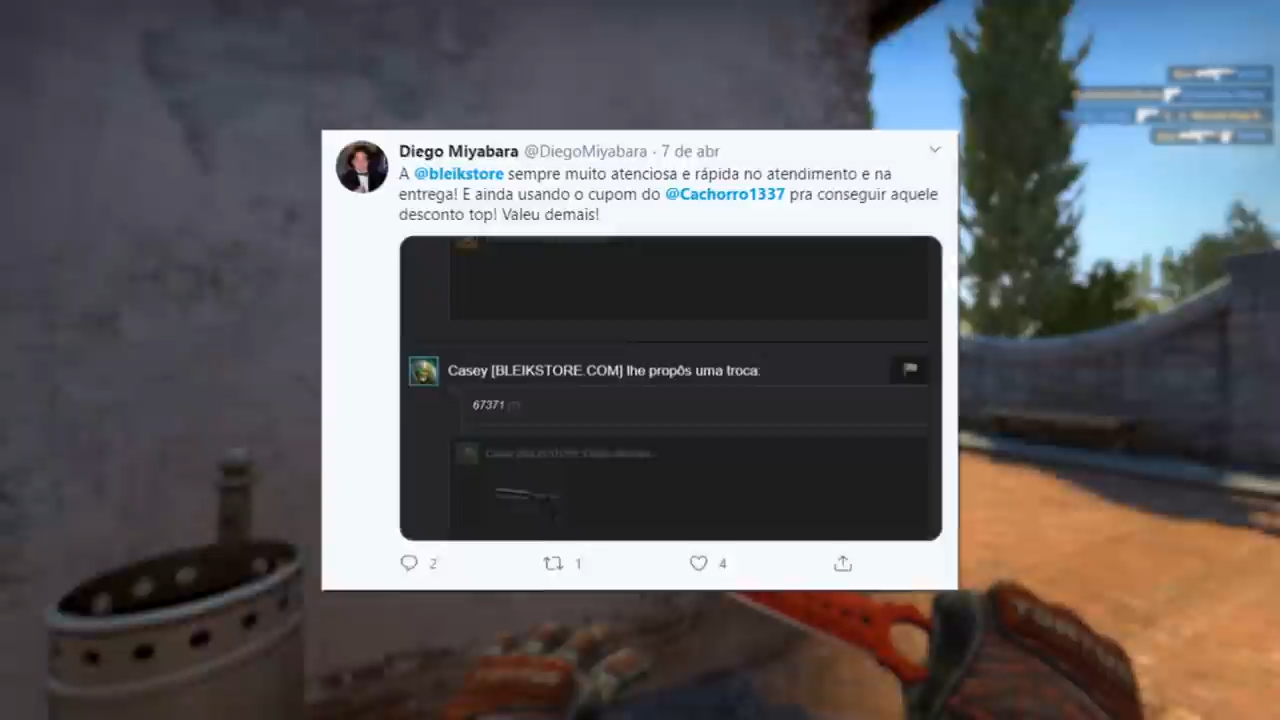 Diego Miyabara @DiegoMiyabara · 7 de abr
A @bleikstore sempre muito atenciosa e rápida no atendimento e na
entrega! E ainda usando o cupom do @Cachorro1337 pra conseguir aquele
desconto top! Valeu demais!
Casey [BLEIKSTORE.COM] lhe propôs uma troca:
67371
2 1 4